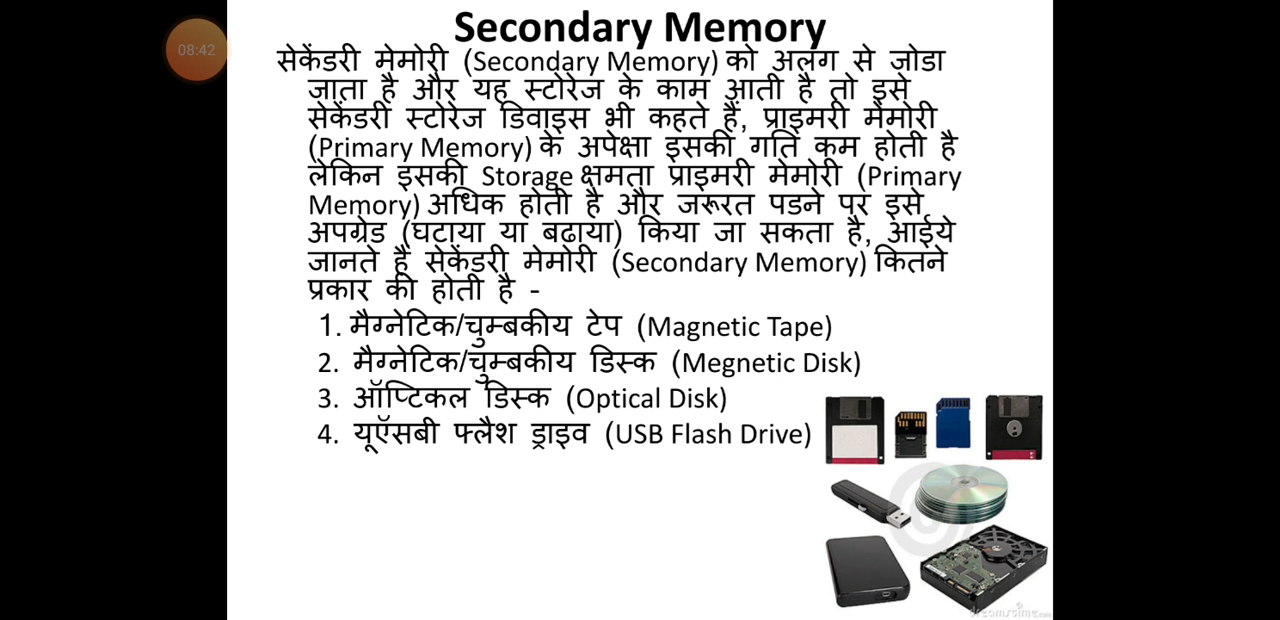 Secondary Memory
08:42
सेकेंडरी मेमोरी (Secondary Memory) को अलग से जोडा
जाता है और यह स्टोरेज के काम आती है तो इसे
सेकेंडरी स्टोरेज डिवाइस भी कहते हैं, प्राइमरी मेमोरी
(Primary Memory) के अपेक्षा इसकी गति कम होती है
लेकिन इसकी Storage क्षमता प्राइमरी मेमोरी (Primary
Memory) अधिक होती है और जरूरत पडने पर इसे
अपग्रेड (घटाया या बढाया) किया जा सकता है, आईये
जानते हैं सेकेंडरी मेमोरी (Secondary Memory) कितने
प्रकार की होती है -
1. मैग्नेटिक/चुम्बकीय टेप (Magnetic Tape)
2. मैग्नेटिक/चुम्बकीय डिस्क (Megnetic Disk)
3. ऑप्टिकल डिस्क (Optical Disk)
4. यूऍसबी फ्लैश ड्राइव (USB Flash Drive)
dreamstime.com